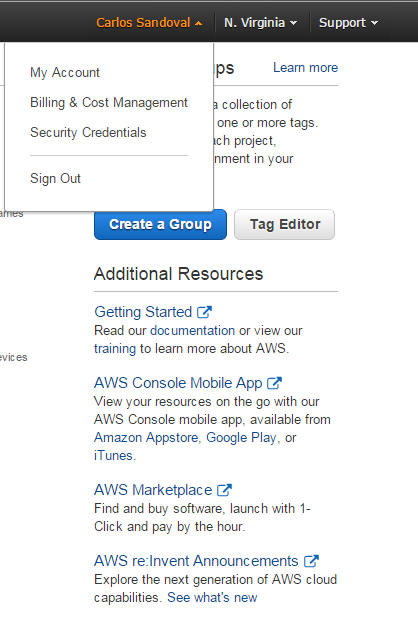 Carlos Sandoval N. Virginia Support
My Account
Billing & Cost Management
Security Credentials
Sign Out
ups Learn more
a collection of
one or more tags.
ach project,
nment in your
ames
Create a Group Tag Editor
Additional Resources
Getting Started
Read our documentation or view our
training to learn more about AWS.
evices
AWS Console Mobile App
View your resources on the go with our
AWS Console mobile app, available from
Amazon Appstore, Google Play, or
iTunes.
AWS Marketplace
Find and buy software, launch with 1-
Click and pay by the hour.
AWS re:Invent Announcements
Explore the next generation of AWS cloud
capabilities. See what's new